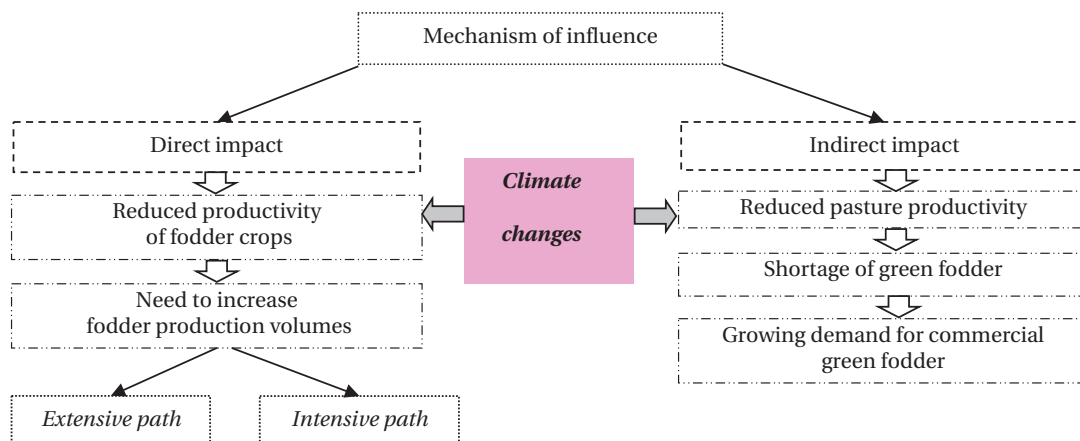 Mechanism of influence
Direct impact
Reduced productivity
of fodder crops
Need to increase
fodder production volumes
Extensive path
Intensive path
Climate
changes
Indirect impact
Reduced pasture productivity
Shortage of green fodder
Growing demand for commercial
green fodder